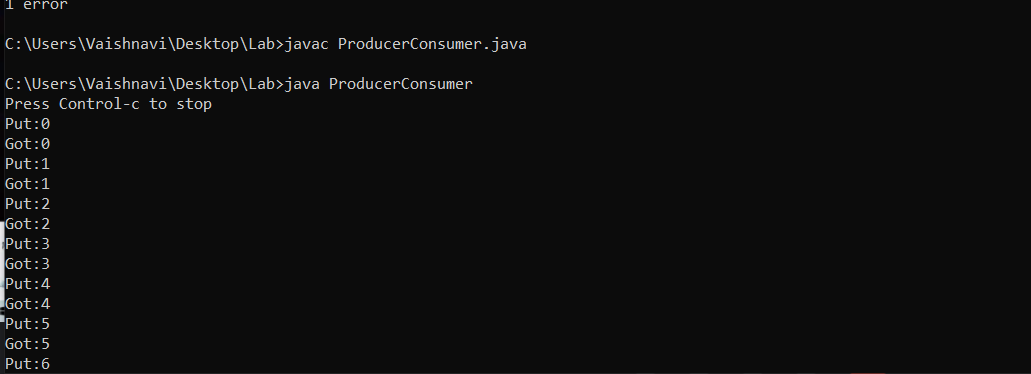 1 error
C:\Users\Vaishnavi\Desktop\Lab>javac ProducerConsumer.java
C:\Users\Vaishnavi\Desktop\Lab>java ProducerConsumer
Press Control-c to stop
Put:0
Got:0
Put:1
Got:1
Put:2
Got:2
Put:3
Got:3
Put:4
Got:4
Put:5
Got:5
Put:6